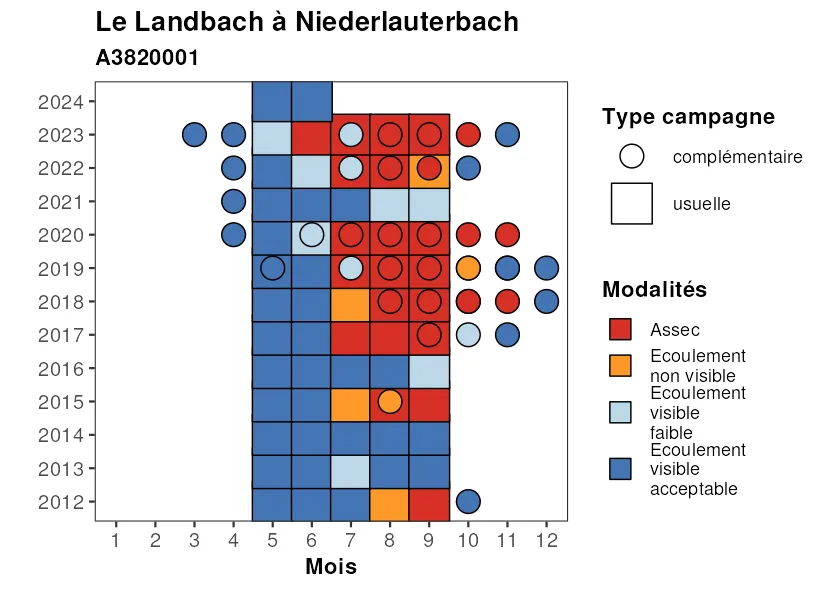 Le Landbach à Niederlauterbach
A3820001
2024
2023
2022
2021
2020
2019
2018
2017
2016
2015
2014
2013
2012
1 2 3 4 5 6 7 8 9 10 11 12
Mois
Type campagne
complémentaire
usuelle
Modalités
Assec
Ecoulement
non visible
Ecoulement
visible
faible
Ecoulement
visible
acceptable